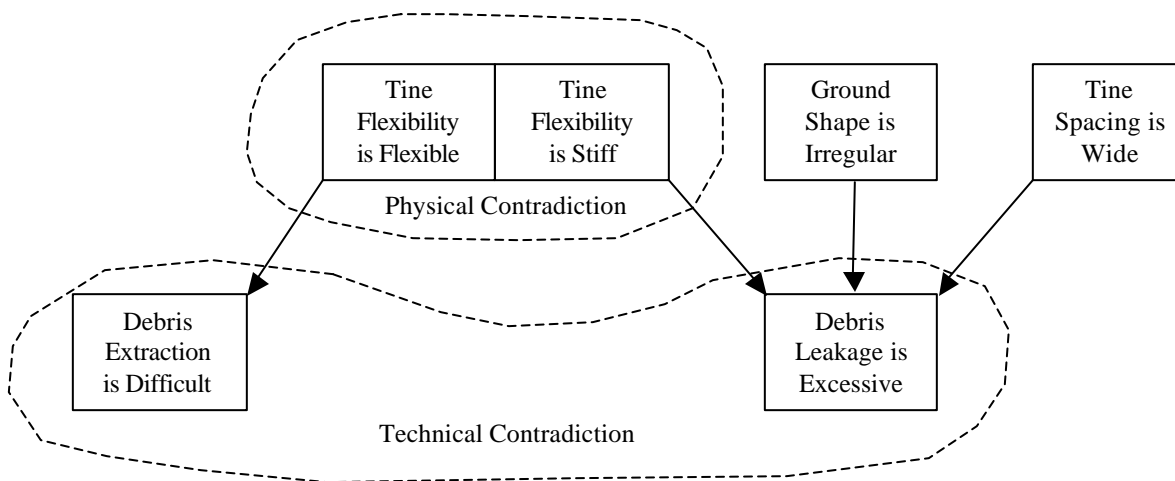 Tine
Flexibility
is Flexible
Tine
Flexibility
is Stiff
Ground
Shape is
Irregular
Tine
Spacing is
Wide
Physical Contradiction
Debris
Extraction
is Difficult
Debris
Leakage is
Excessive
Technical Contradiction